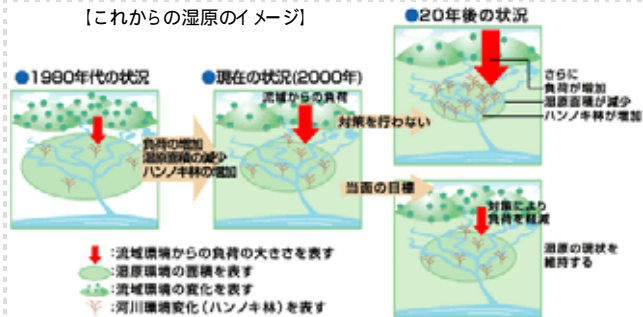 【これからの湿原のイメージ】
●1980年代の状況
●現在の状況(2000年)
●20年後の状況
流域からの負荷
負荷の増加
湿原面積の減少
ハンノキ林の増加
対策を行わない
さらに
負荷が増加
湿原面積が減少
ハンノキ林が増加
当面の目標
対策により
負荷を軽減
湿原の現状を
維持する
:流域環境からの負荷の大きさを表す
:湿原環境の面積を表す
:流域環境の変化を表す
:河川環境変化(ハンノキ林)を表す